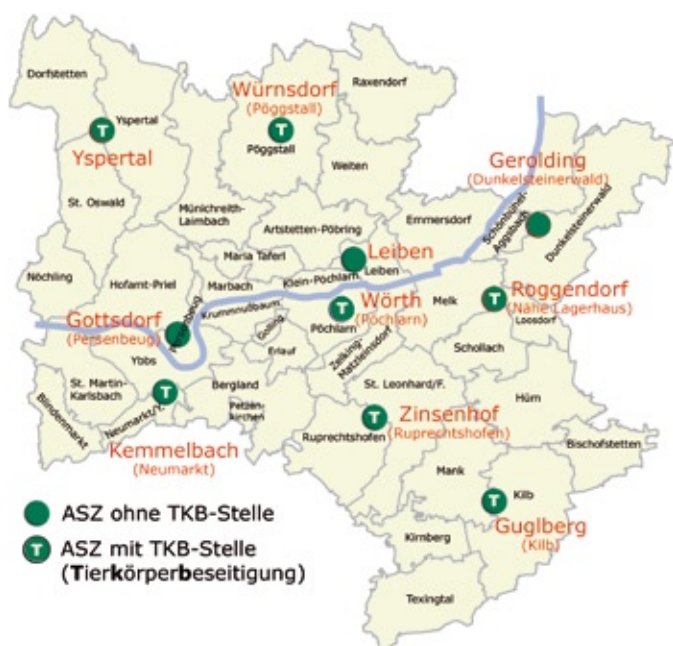 Dorfstetten
Yspertal
Yspertal
St. Oswald
Würnsdorf
(Pöggstall)
Pöggstall
Raxendorf
Weiten
Münichreith-
Laimbach
Artstetten-Pöbring
Emmersdorf
Gerolding
(Dunkelsteinerwald)
Schönbühel-
Aggsbach
Dunkelsteinerwald
Nöchling
Hofamt-Priel
Maria Taferl
Marbach
Klein-Pöchlarn
Leiben
Leiben
Krummnußbaum
Gottsdorf
(Persenbeug)
Persenbeug
Ybbs
Golling
Erlauf
Wörth
(Pöchlarn)
Pöchlarn
Zelking-
Matzleinsdorf
Melk
Roggendorf
(Nähe Lagerhaus)
Loosdorf
Schollach
St. Martin-
Karlsbach
Blindenmarkt
Neumarkt/Y.
Kemmelbach
(Neumarkt)
Bergland
Petzen-
kirchen
St. Leonhard/F.
Zinsenhof
(Ruprechtshofen)
Ruprechtshofen
Hürn
Bischofstetten
Mank
Kilb
Guglberg
(Kilb)
Kirnberg
Texingtal
ASZ ohne TKB-Stelle
T ASZ mit TKB-Stelle
(Tierkörperbeseitigung)